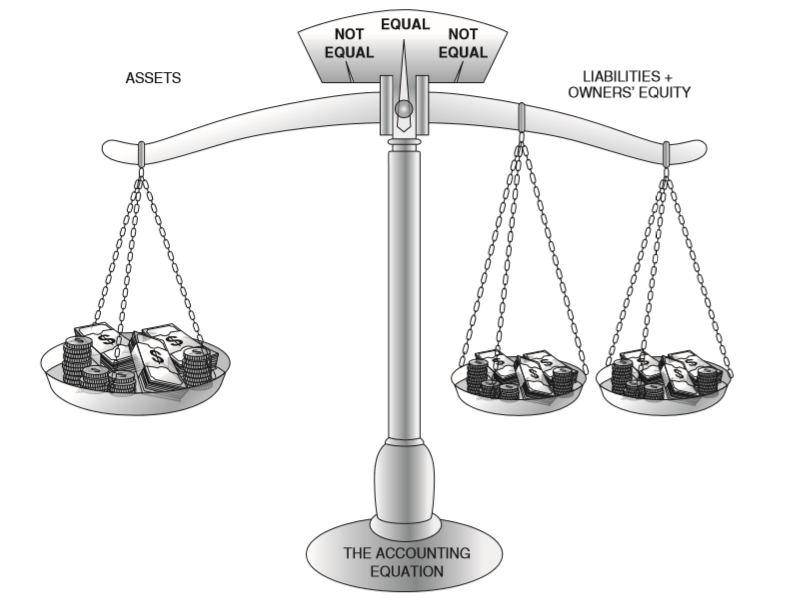 EQUAL
NOT
EQUAL
NOT
EQUAL
ASSETS
LIABILITIES +
OWNERS' EQUITY
THE ACCOUNTING
EQUATION